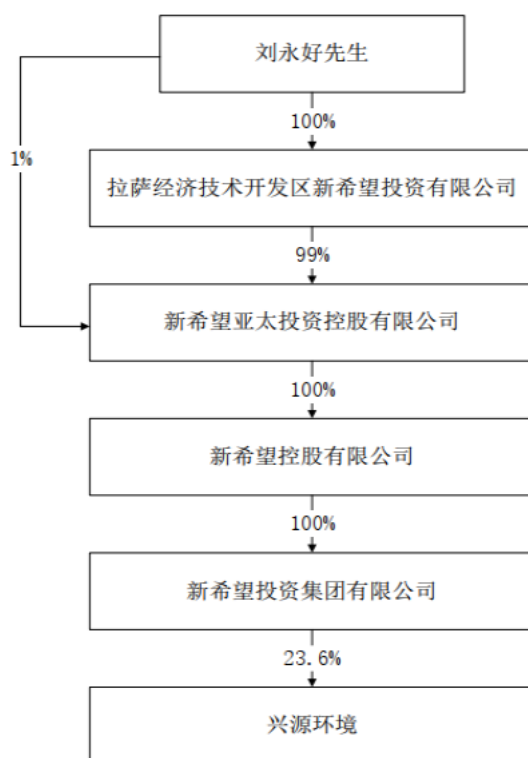 刘永好先生
100%
1%
拉萨经济技术开发区新希望投资有限公司
99%
新希望亚太投资控股有限公司
100%
新希望控股有限公司
100%
新希望投资集团有限公司
23.6%
兴源环境